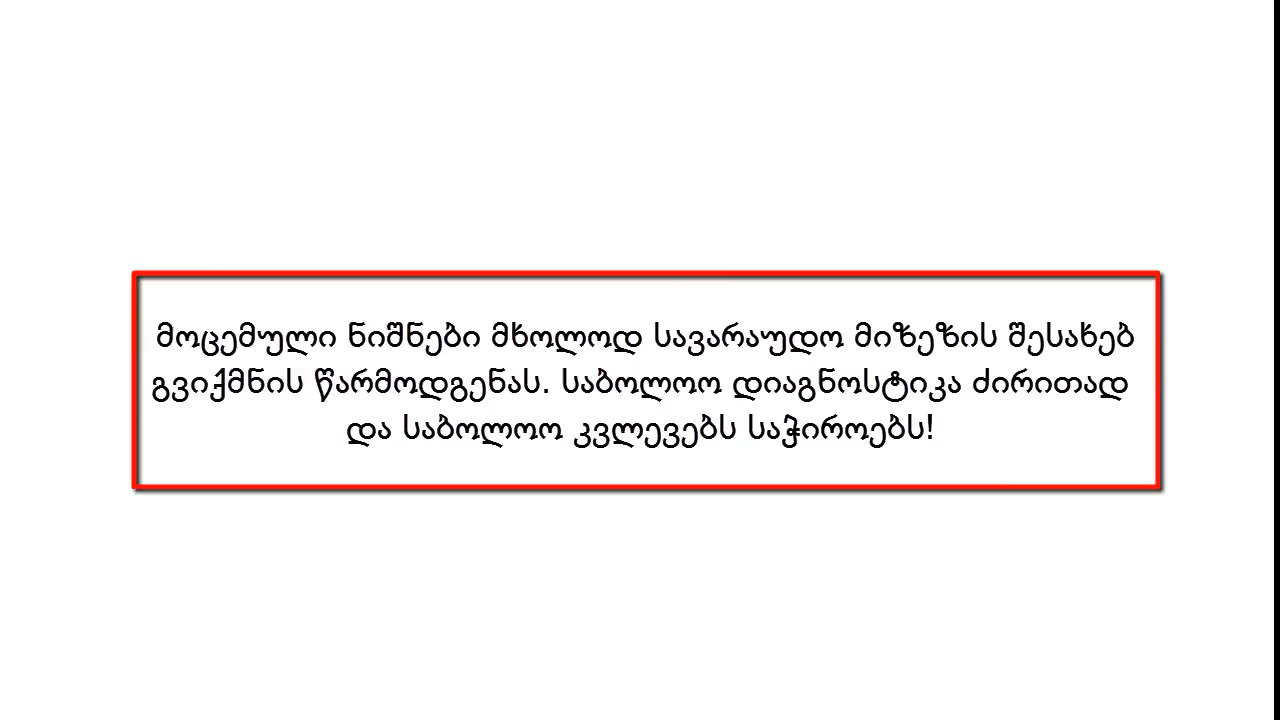 მოცემული ნიშნები მხოლოდ სავარაუდო მიზეზის შესახებ
გვიქმნის წარმოდგენას. საბოლოო დიაგნოსტიკა ძირითად
და საბოლოო კვლევებს საჭიროებს!